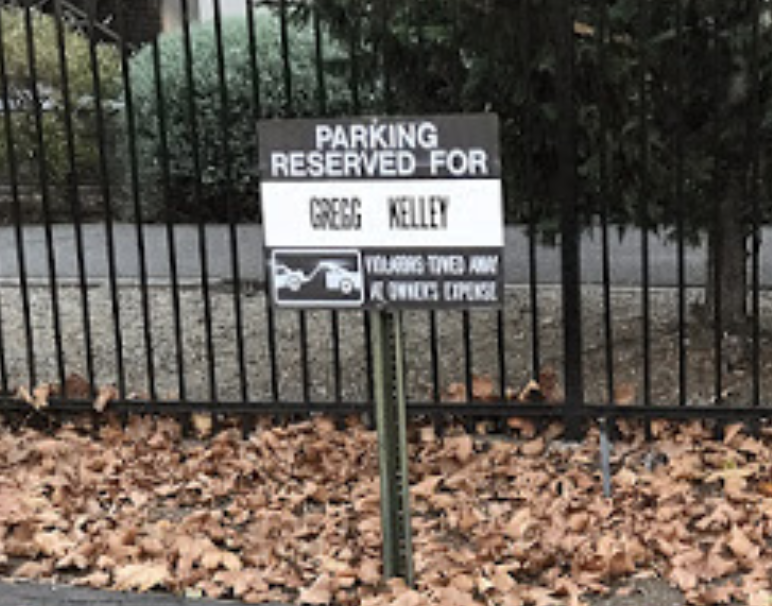 PARKING
RESERVED FOR
GREGG KELLEY
VIOLATORS TOWED AWAY
AT OWNER'S EXPENSE